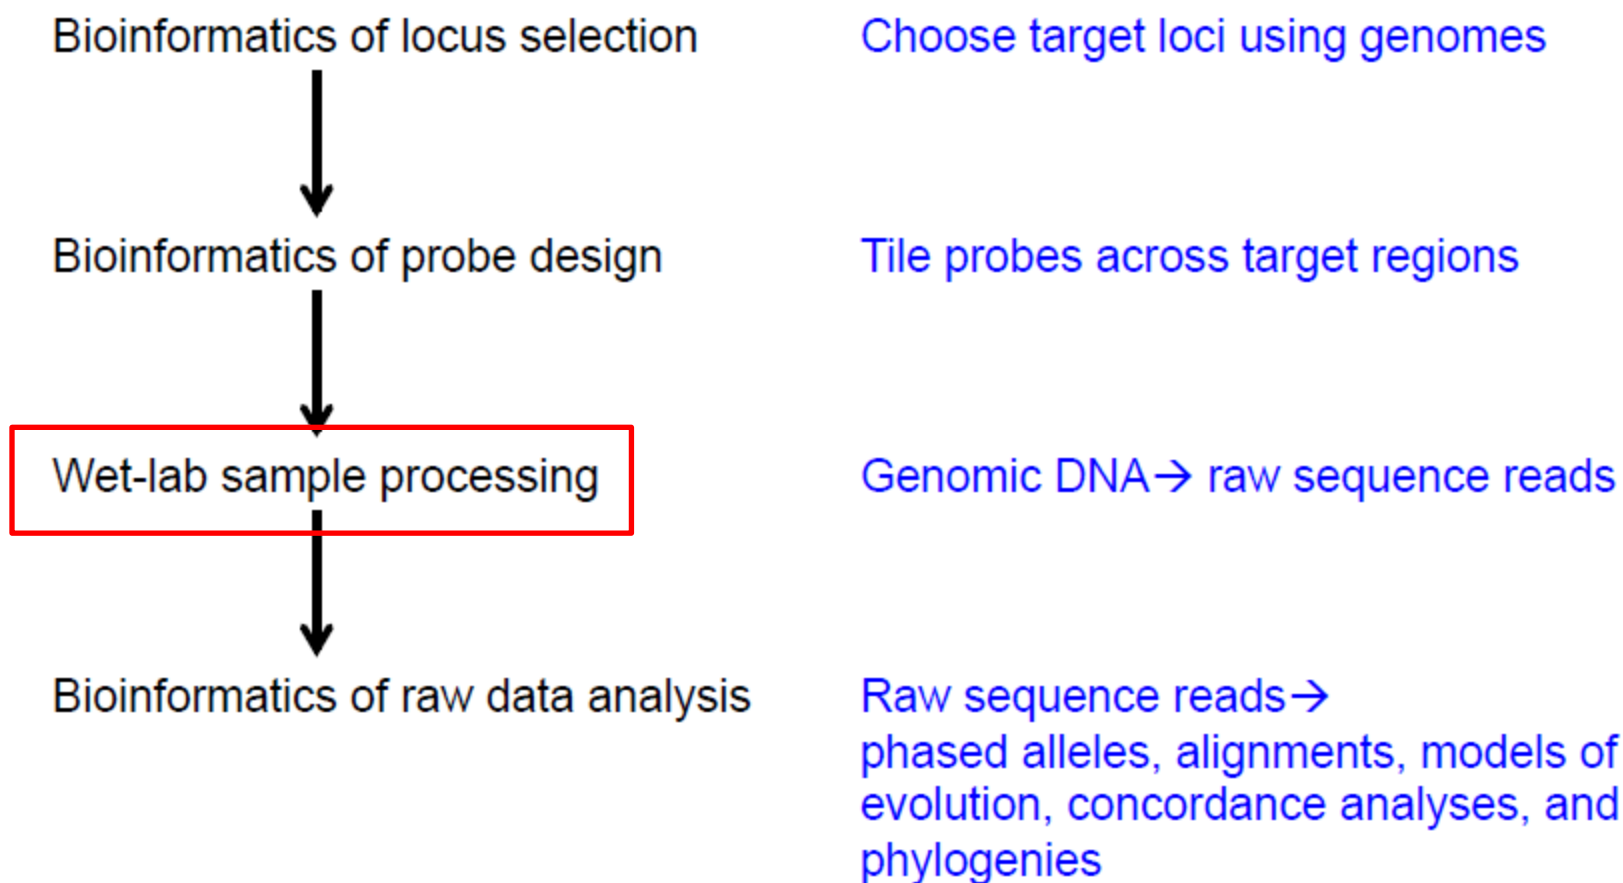 Bioinformatics of locus selection
Choose target loci using genomes
Bioinformatics of probe design
Tile probes across target regions
Wet-lab sample processing
Genomic DNA→ raw sequence reads
Bioinformatics of raw data analysis
Raw sequence reads→
phased alleles, alignments, models of
evolution, concordance analyses, and
phylogenies